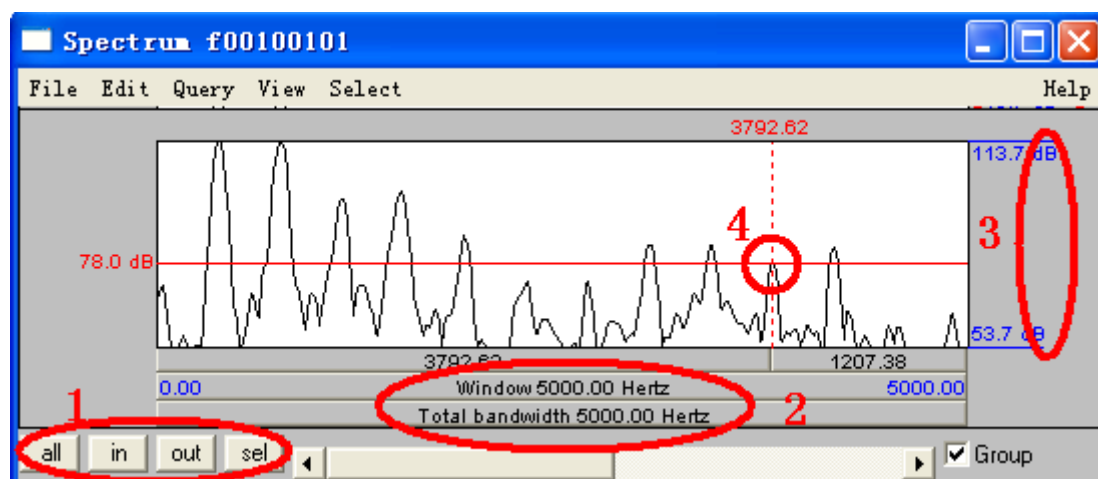 Spectrum f00100101
File Edit Query View Select Help
3792.62
113.7 dB
4
3
78.0 dB
53.7 dB
3792.62 1207.38
0.00 Window 5000.00 Hertz 5000.00
1
2
Total bandwidth 5000.00 Hertz
all in out sel Group